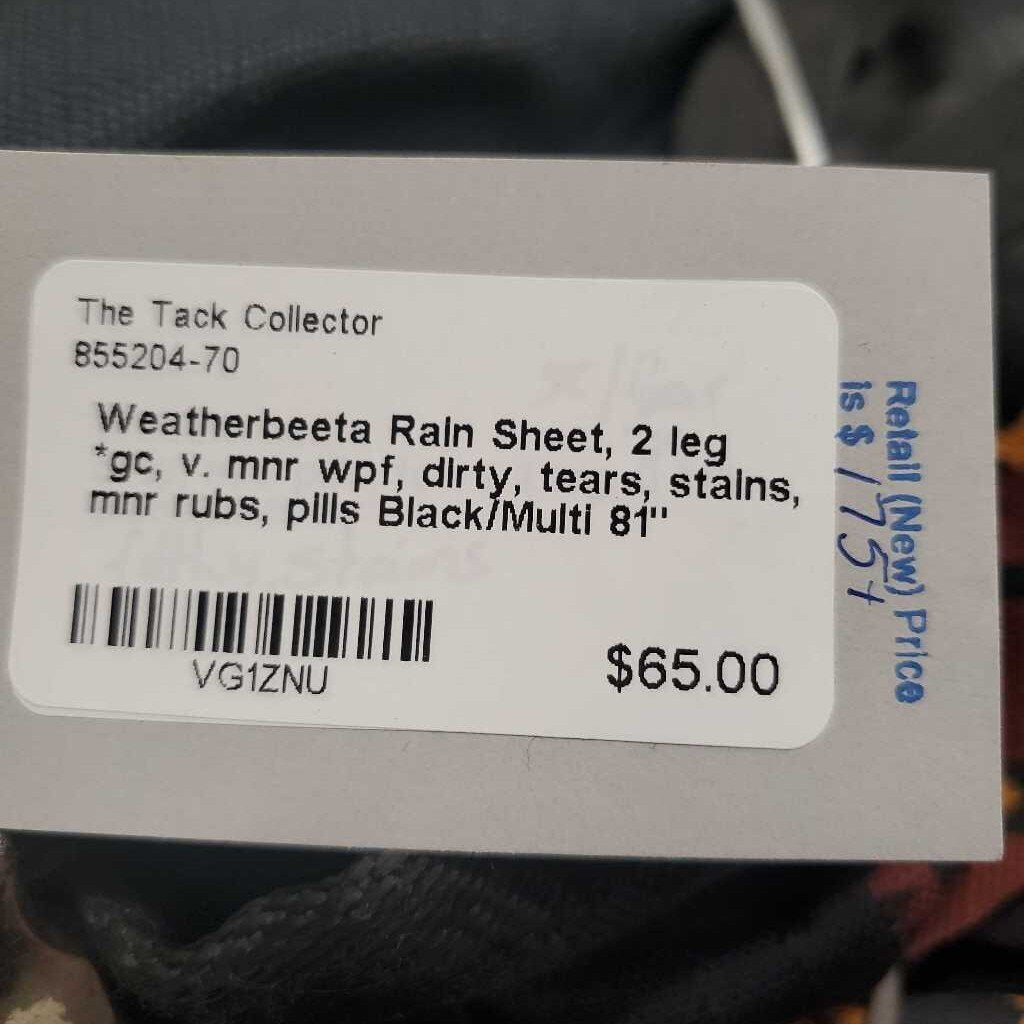 The Tack Collector
855204-70
Weatherbeeta Rain Sheet, 2 leg
*gc, v. mnr wpf, dirty, tears, stains,
mnr rubs, pills Black/Multi 81"
VG1ZNU
$65.00
Retail (New) Price
is $ 175+